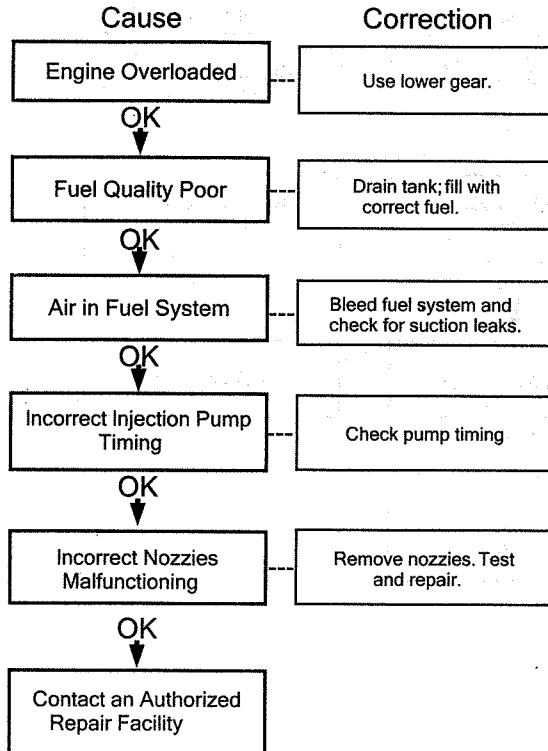 Cause
Correction
Engine Overloaded
Use lower gear.
OK
Fuel Quality Poor
Drain tank; fill with
correct fuel.
OK
Air in Fuel System
Bleed fuel system and
check for suction leaks.
OK
Incorrect Injection Pump
Timing
Check pump timing
OK
Incorrect Nozzies
Malfunctioning
Remove nozzles. Test
and repair.
OK
Contact an Authorized
Repair Facility